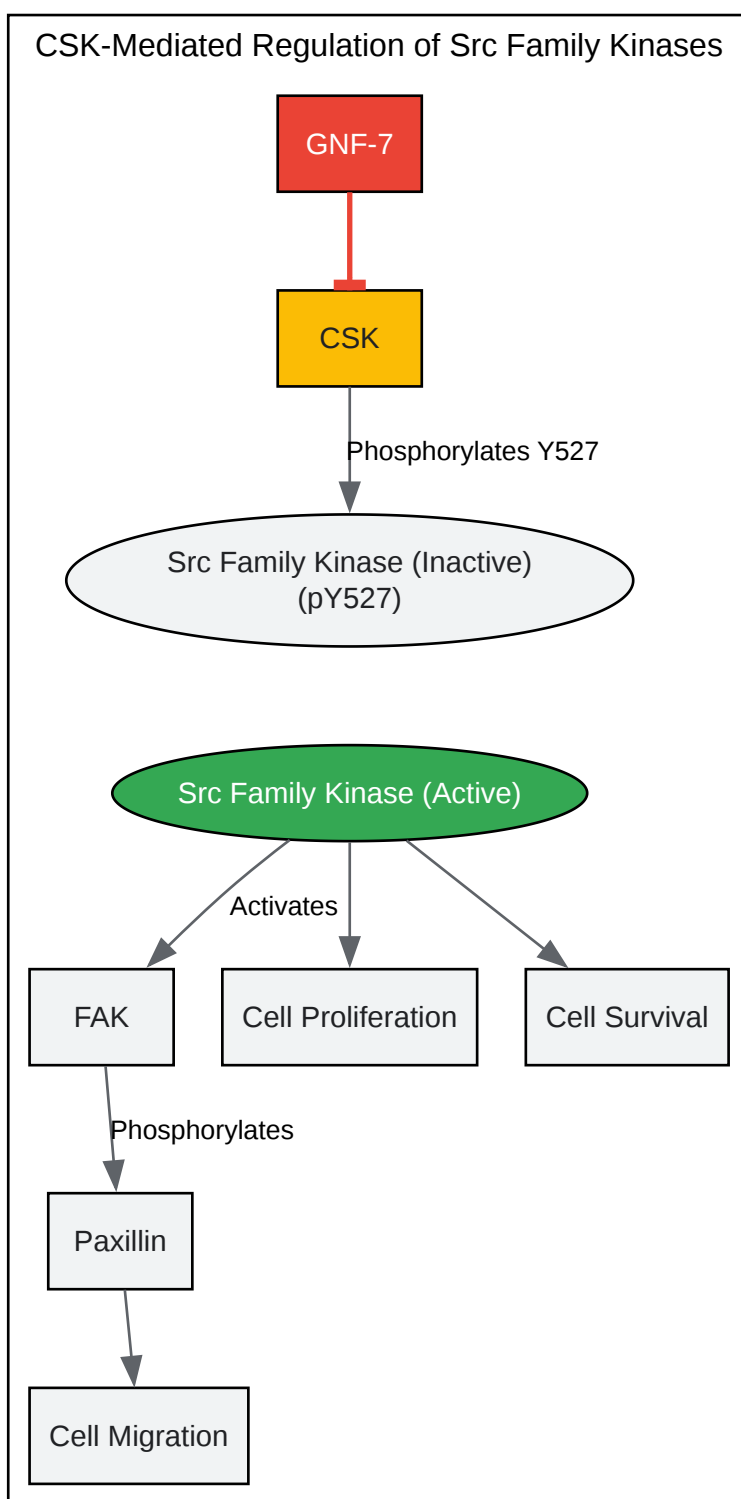 CSK-Mediated Regulation of Src Family Kinases
GNF-7
CSK
Phosphorylates Y527
Src Family Kinase (Inactive)
(pY527)
Src Family Kinase (Active)
Activates
FAK
Cell Proliferation
Cell Survival
Phosphorylates
Paxillin
Cell Migration